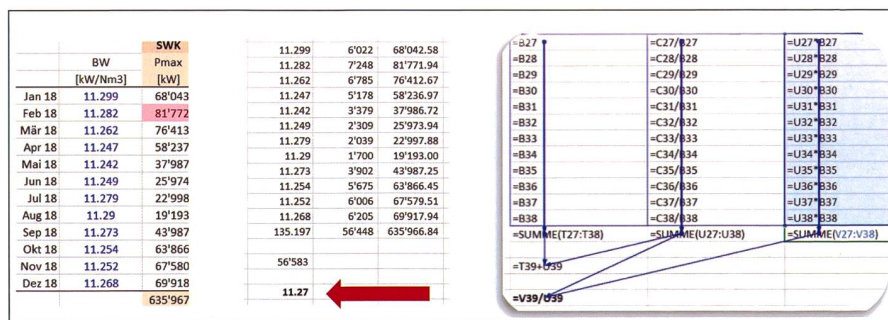 SWK
BW Pmax
[kW/Nm3] [kW]
Jan 18 11.299 68'043
Feb 18 11.282 81'772
Mär 18 11.262 76'413
Apr 18 11.247 58'237
Mai 18 11.242 37'987
Jun 18 11.249 25'974
Jul 18 11.279 22'998
Aug 18 11.29 19'193
Sep 18 11.273 43'987
Okt 18 11.254 63'866
Nov 18 11.252 67'580
Dez 18 11.268 69'918
635'967
11.299 6'022 68'042.58
11.282 7'248 81'771.94
11.262 6'785 76'412.67
11.247 5'178 58'236.97
11.242 3'379 37'986.72
11.249 2'309 25'973.94
11.279 2'039 22'997.88
11.29 1'700 19'193.00
11.273 3'902 43'987.25
11.254 5'675 63'866.45
11.252 6'006 67'579.51
11.268 6'205 69'917.94
135.197 56'448 635'966.84
56'583
11.27
=B27 =C27/B27 =U27*B27
=B28 =C28/B28 =U28*B28
=B29 =C29/B29 =U29*B29
=B30 =C30/B30 =U30*B30
=B31 =C31/B31 =U31*B31
=B32 =C32/B32 =U32*B32
=B33 =C33/B33 =U33*B33
=B34 =C34/B34 =U34*B34
=B35 =C35/B35 =U35*B35
=B36 =C36/B36 =U36*B36
=B37 =C37/B37 =U37*B37
=B38 =C38/B38 =U38*B38
=SUMME(T27:T38) =SUMME(U27:U38) =SUMME(V27:V38)
=T39+U39
=V39/U39